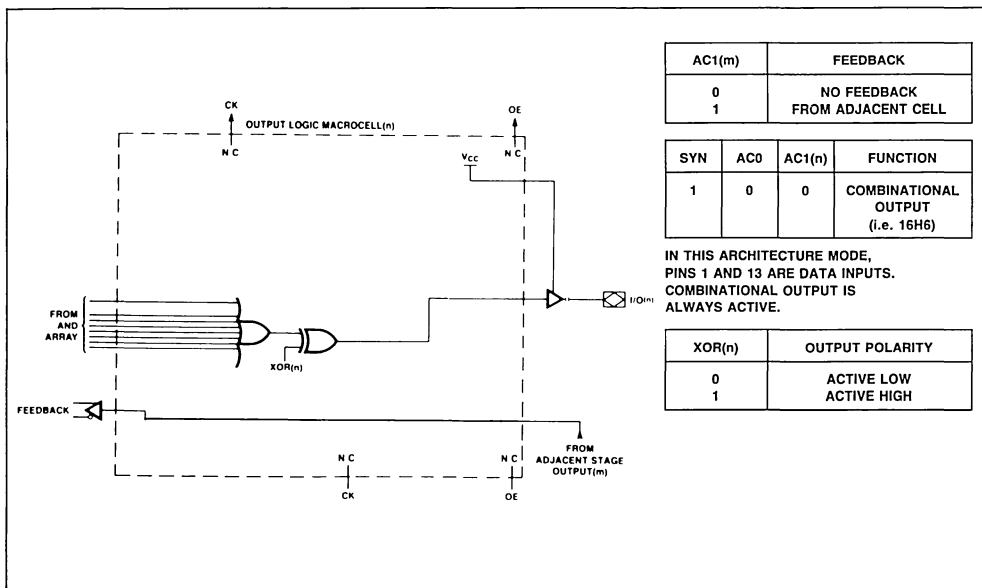 CK
OUTPUT LOGIC MACROCELL(n)
OE
N C
VCC
N C
FROM
AND
ARRAY
XOR(n)
I/O(n)
FEEDBACK
FROM
ADJACENT STAGE
OUTPUT(m)
N C
N C
CK
OE
AC1(m) FEEDBACK
0 NO FEEDBACK
1 FROM ADJACENT CELL
SYN AC0 AC1(n) FUNCTION
1 0 0 COMBINATIONAL
OUTPUT
(i.e. 16H6)
IN THIS ARCHITECTURE MODE,
PINS 1 AND 13 ARE DATA INPUTS.
COMBINATIONAL OUTPUT IS
ALWAYS ACTIVE.
XOR(n) OUTPUT POLARITY
0 ACTIVE LOW
1 ACTIVE HIGH